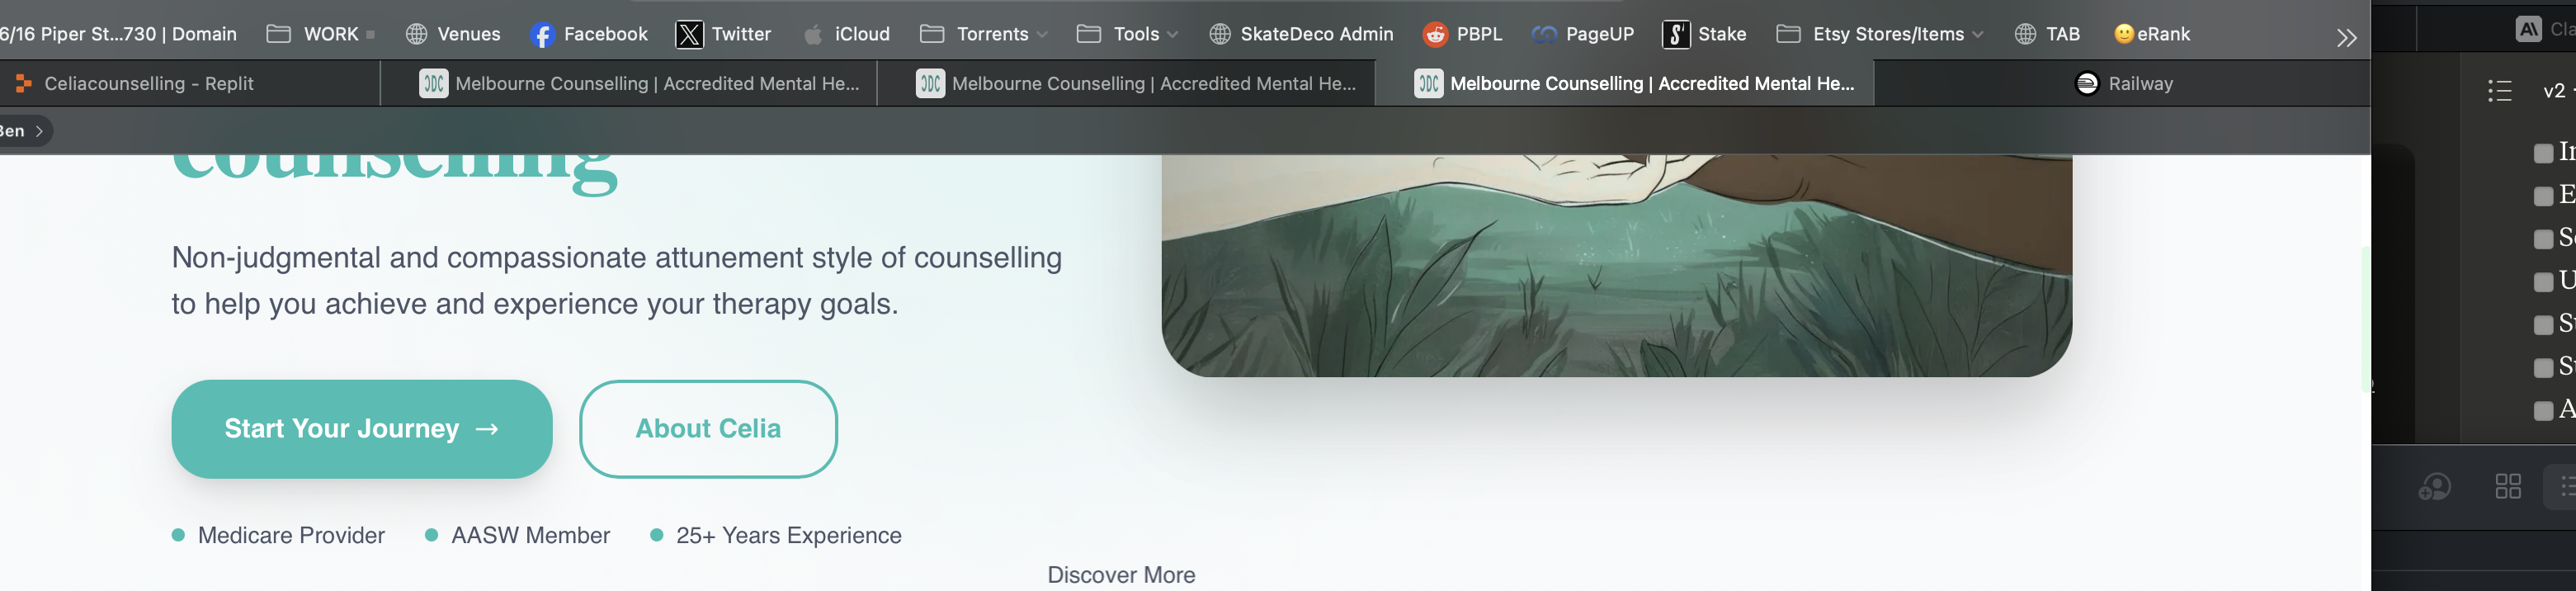 6/16 Piper St...730 | Domain WORK Venues Facebook Twitter iCloud Torrents Tools SkateDeco Admin PBPL PageUP Stake Etsy Stores/Items TAB eRank
Celiacounselling - Replit Melbourne Counselling | Accredited Mental He... Melbourne Counselling | Accredited Mental He... Melbourne Counselling | Accredited Mental He... Railway
v2
counselling
Non-judgmental and compassionate attunement style of counselling
to help you achieve and experience your therapy goals.
Start Your Journey → About Celia
Medicare Provider AASW Member 25+ Years Experience
Discover More